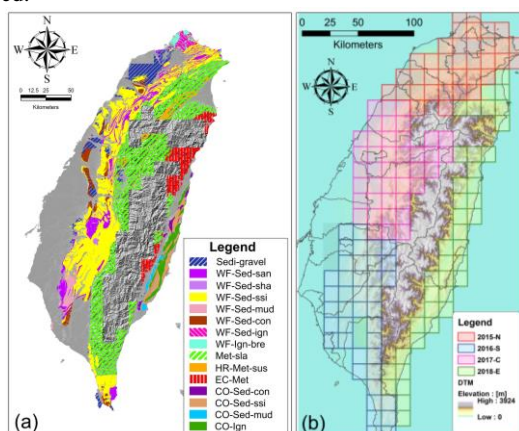 N
W E
S
0 12.5 25 50
Kilometers
Legend
Sedi-gravel
WF-Sed-san
WF-Sed-sha
WF-Sed-ssi
WF-Sed-mud
WF-Sed-con
WF-Sed-ign
WF-Ign-bre
Met-sla
HR-Met-sus
EC-Met
CO-Sed-con
CO-Sed-ssi
CO-Sed-mud
CO-Ign
(a)
0 25 50 100
Kilometers
N
W E
S
Legend
2015-N
2016-S
2017-C
2018-E
DTM
Elevation : [m]
High : 3924
Low : 0
(b)